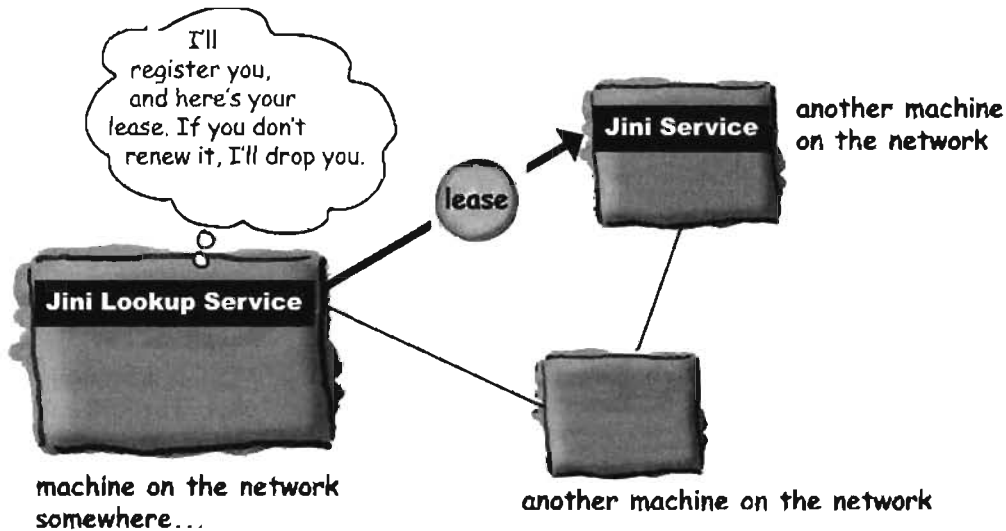 I'll
register you,
and here's your
lease. If you don't
renew it, I'll drop you.
Jini Service
another machine
on the network
lease
Jini Lookup Service
machine on the network
somewhere...
another machine on the network